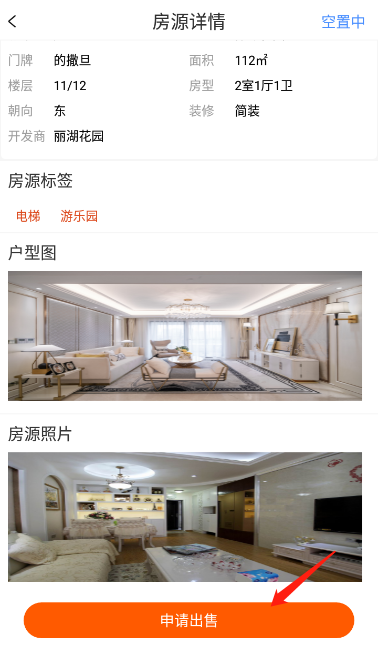 房源详情 空置中
门牌 的撒旦 面积 112㎡
楼层 11/12 房型 2室1厅1卫
朝向 东 装修 简装
开发商 丽湖花园
房源标签
电梯 游乐园
户型图
房源照片
申请出售